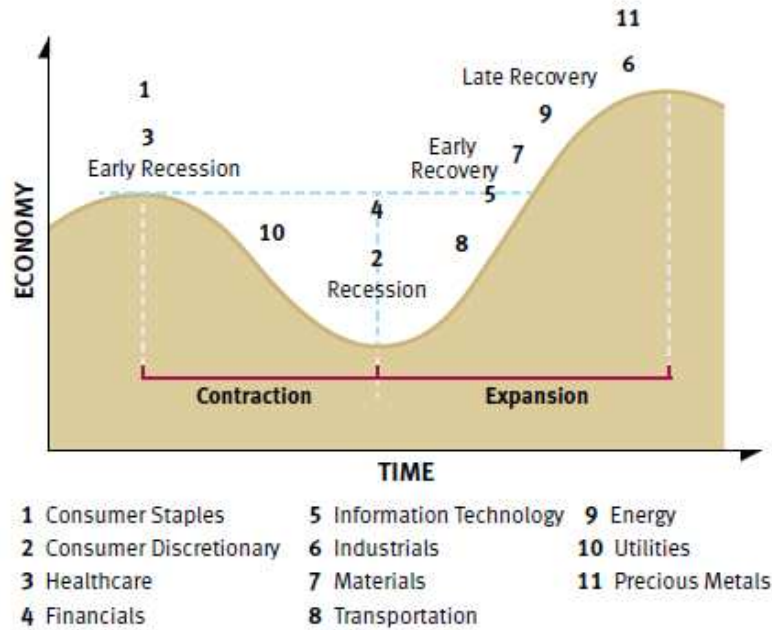 11
1
6
Late Recovery
9
3
Early Recession
Early
Recovery
7
5
4
10
8
2
Recession
ECONOMY
Contraction
Expansion
TIME
1 Consumer Staples
2 Consumer Discretionary
3 Healthcare
4 Financials
5 Information Technology
6 Industrials
7 Materials
8 Transportation
9 Energy
10 Utilities
11 Precious Metals